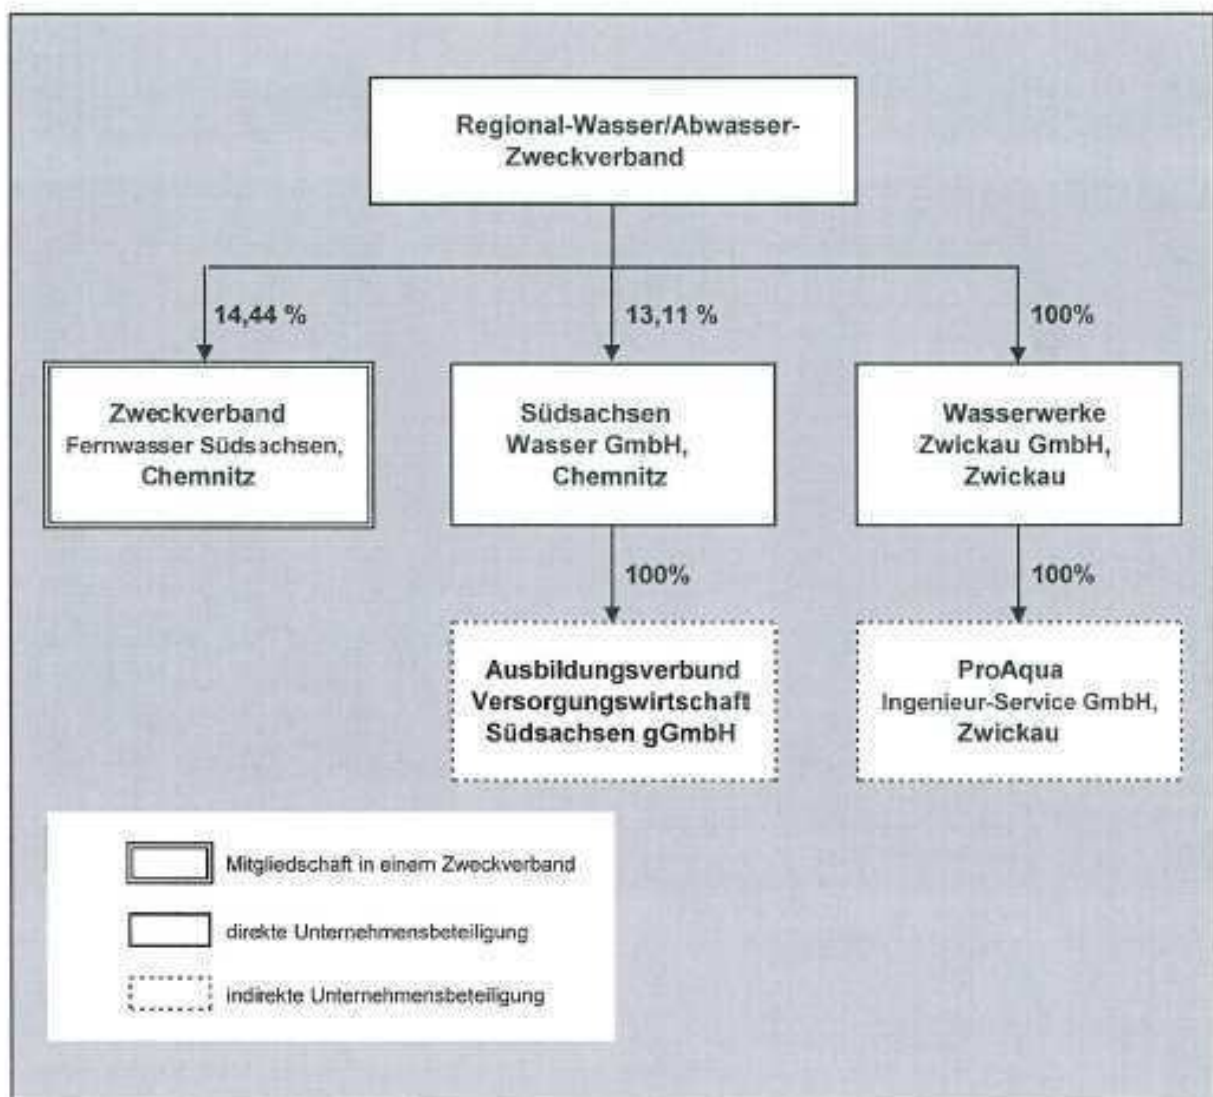 Regional-Wasser/Abwasser-
Zweckverband
14,44 %
13,11 %
100%
Zweckverband
Fernwasser Südsachsen,
Chemnitz
Südsachsen
Wasser GmbH,
Chemnitz
Wasserwerke
Zwickau GmbH,
Zwickau
100%
100%
Ausbildungsverbund
Versorgungswirtschaft
Südsachsen gGmbH
ProAqua
Ingenieur-Service GmbH,
Zwickau
Mitgliedschaft in einem Zweckverband
direkte Unternehmensbeteiligung
indirekte Unternehmensbeteiligung